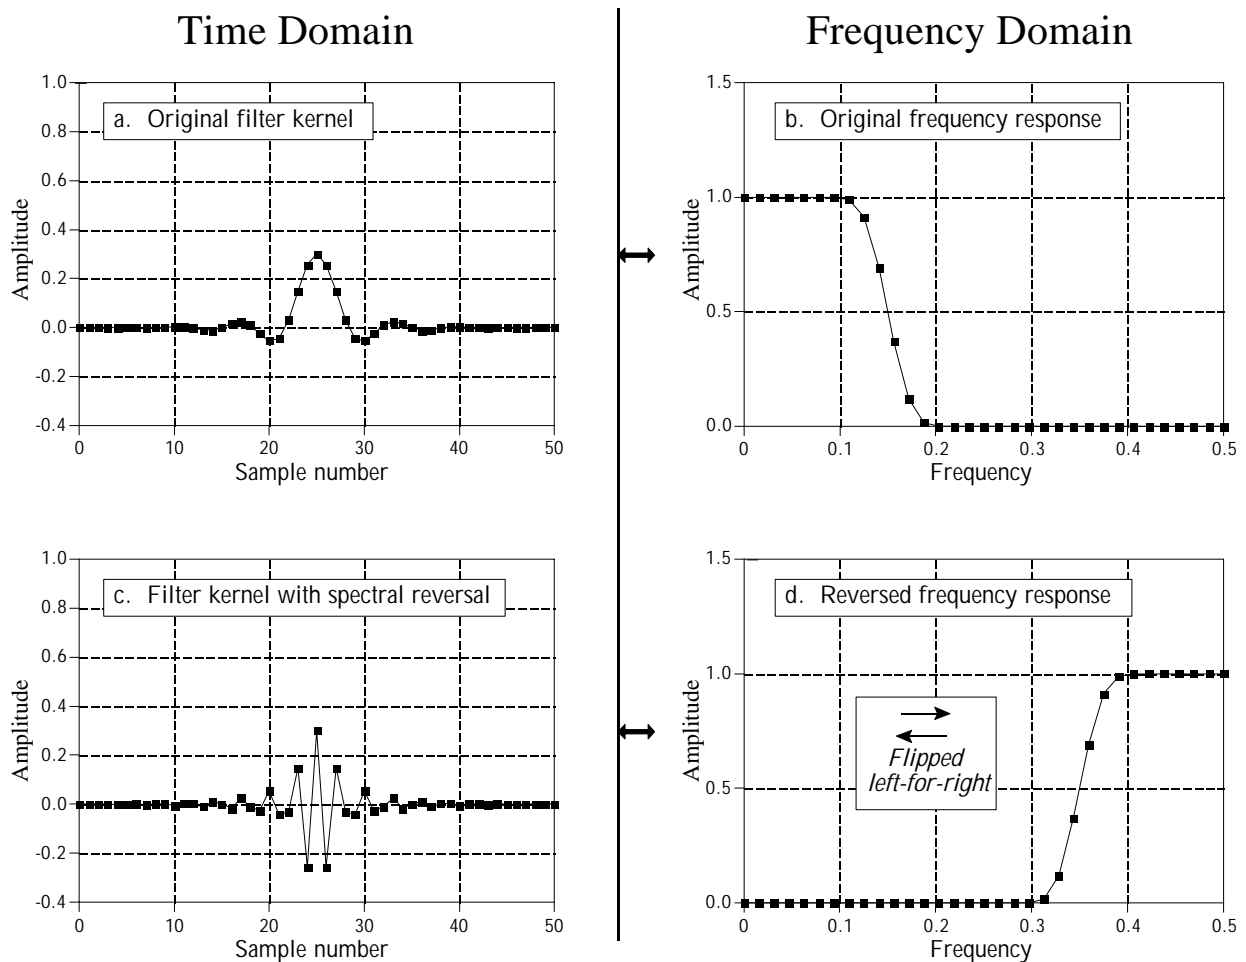 Time Domain
Frequency Domain
a. Original filter kernel
1.0
0.8
0.6
0.4
0.2
0.0
-0.2
-0.4
Amplitude
0 10 20 30 40 50
Sample number
b. Original frequency response
1.5
1.0
0.5
0.0
Amplitude
0 0.1 0.2 0.3 0.4 0.5
Frequency
c. Filter kernel with spectral reversal
1.0
0.8
0.6
0.4
0.2
0.0
-0.2
-0.4
Amplitude
0 10 20 30 40 50
Sample number
d. Reversed frequency response
1.5
1.0
0.5
0.0
Amplitude
Flipped
left-for-right
0 0.1 0.2 0.3 0.4 0.5
Frequency